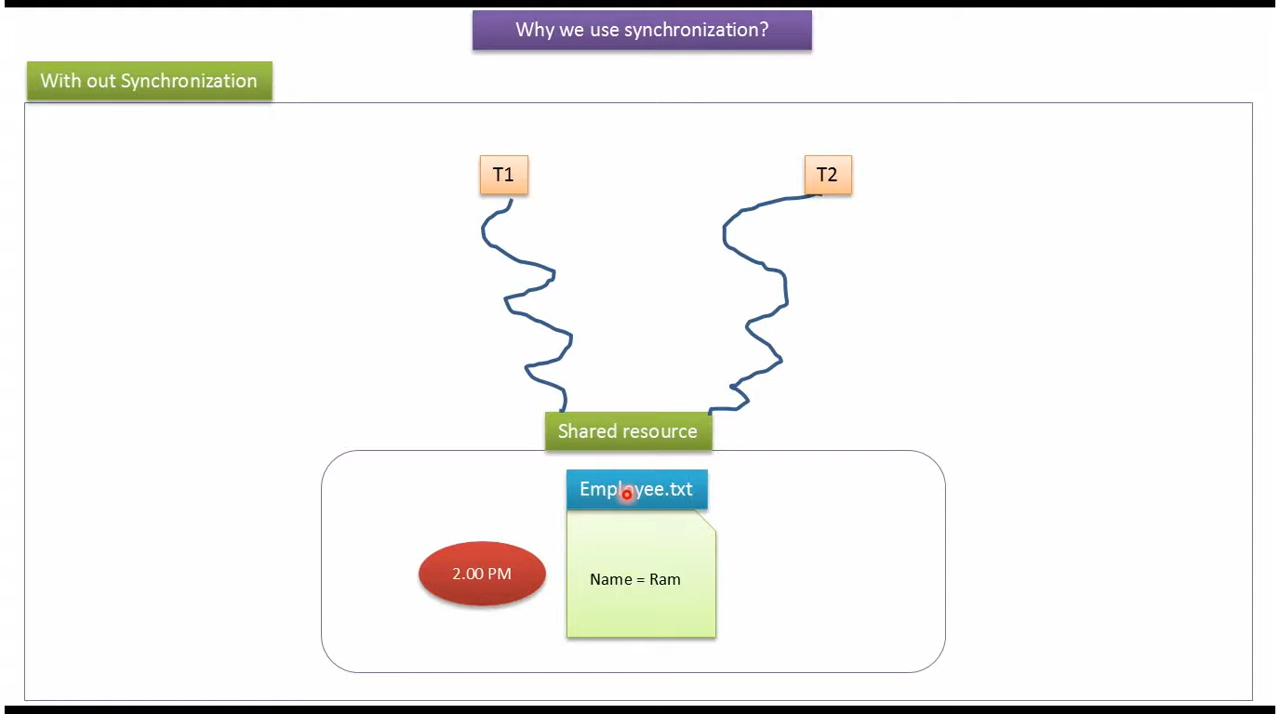 Why we use synchronization?
With out Synchronization
T1
T2
Shared resource
Employee.txt
2.00 PM
Name = Ram